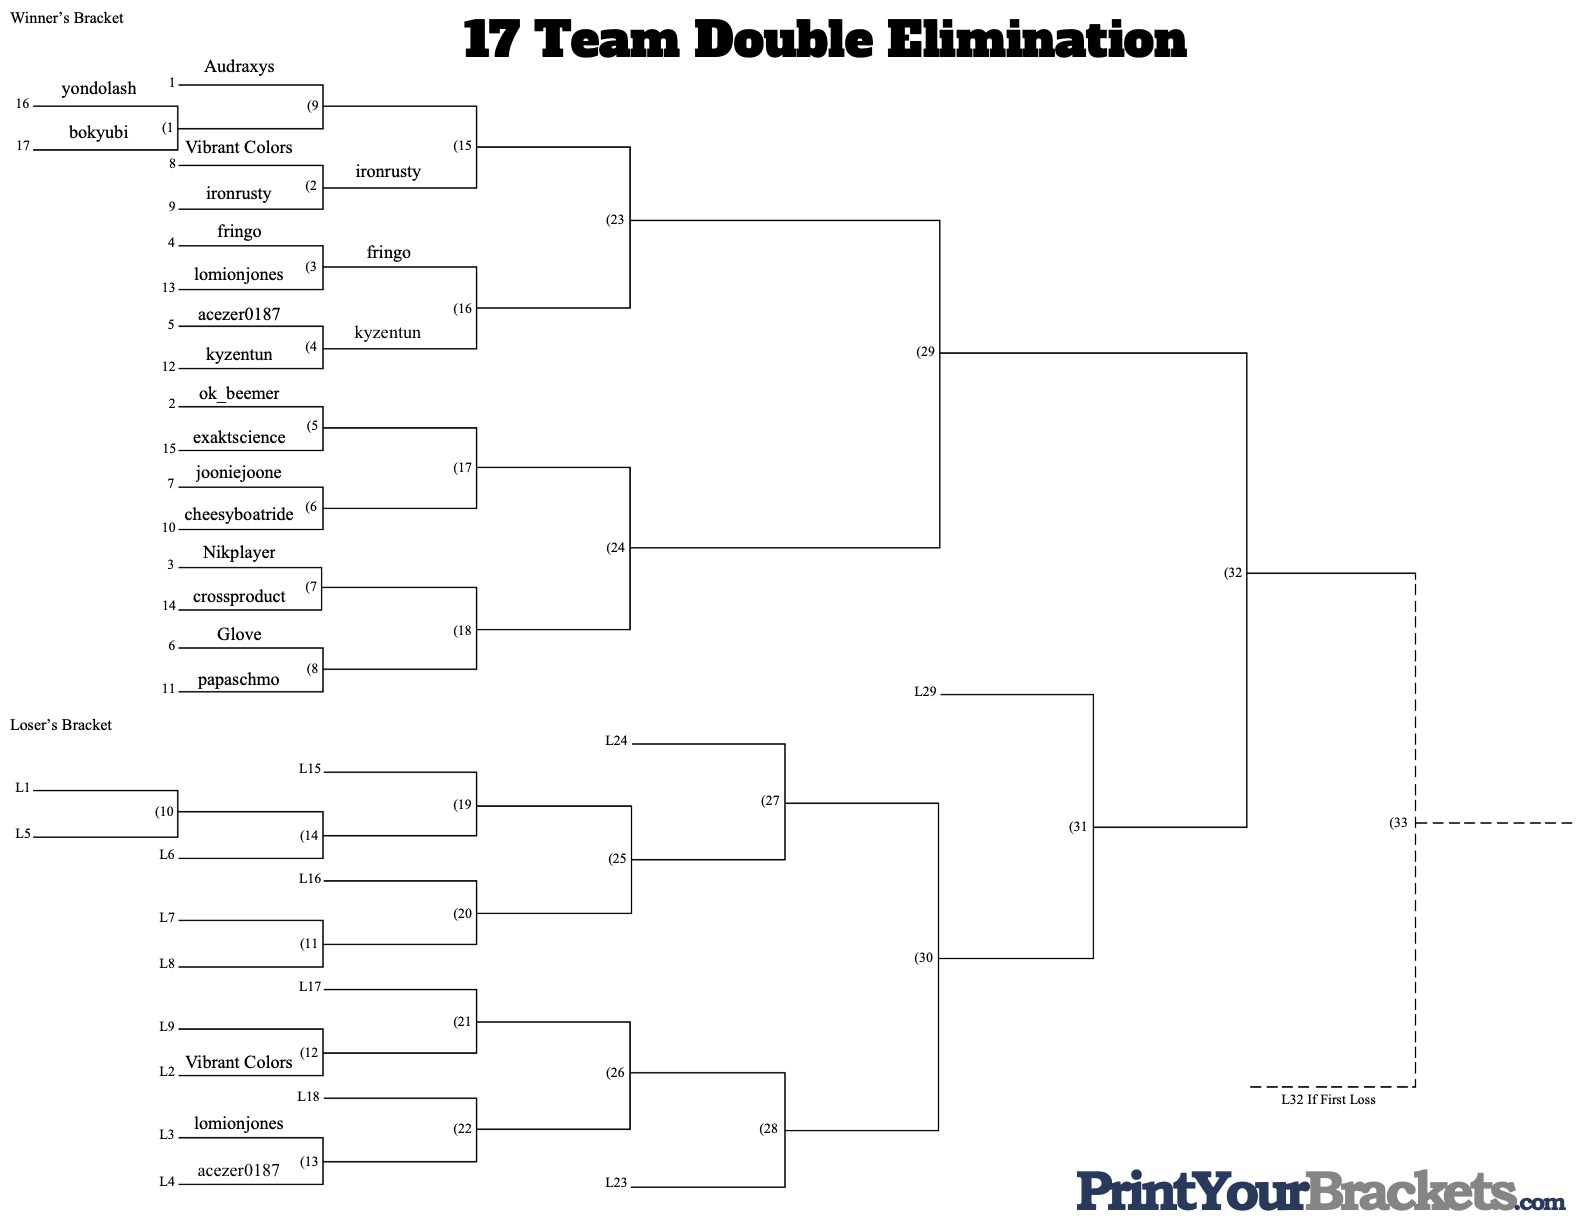 Winner's Bracket
17 Team Double Elimination
Audraxys
1
yondolash
16
(9
bokyubi
(1
17
Vibrant Colors
8
(15
ironrusty
(2
ironrusty
9
(23
fringo
4
fringo
(3
lomionjones
13
(16
acezer0187
5
kyzentun
(4
kyzentun
12
(29
ok_beemer
2
(5
exaktscience
15
(17
jooniejoone
7
(6
cheesyboatride
10
(24
Nikplayer
3
(7
crossproduct
14
(32
(18
Glove
6
(8
papaschmo
11
L29
Loser's Bracket
L24
L15
L1
(27
(19
(10
L5
(14
(31
(33
L6
(25
L16
(20
L7
(11
L8
(30
L17
(21
L9
(12
Vibrant Colors
L2
(26
L18
L32 If First Loss
lomionjones
L3
(22
(28
(13
acezer0187
L4
L23
PrintYourBrackets.com